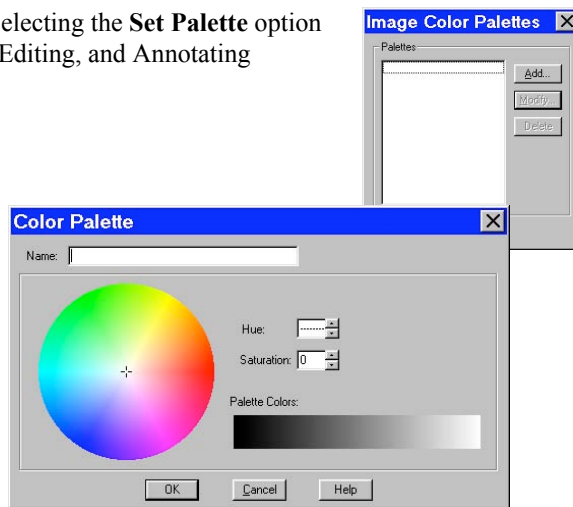 electing the Set Palette option
Editing, and Annotating
Image Color Palettes
Palettes
Add...
Modify...
Delete
Color Palette
Name:
Hue: -------
Saturation: 0
Palette Colors:
OK Cancel Help